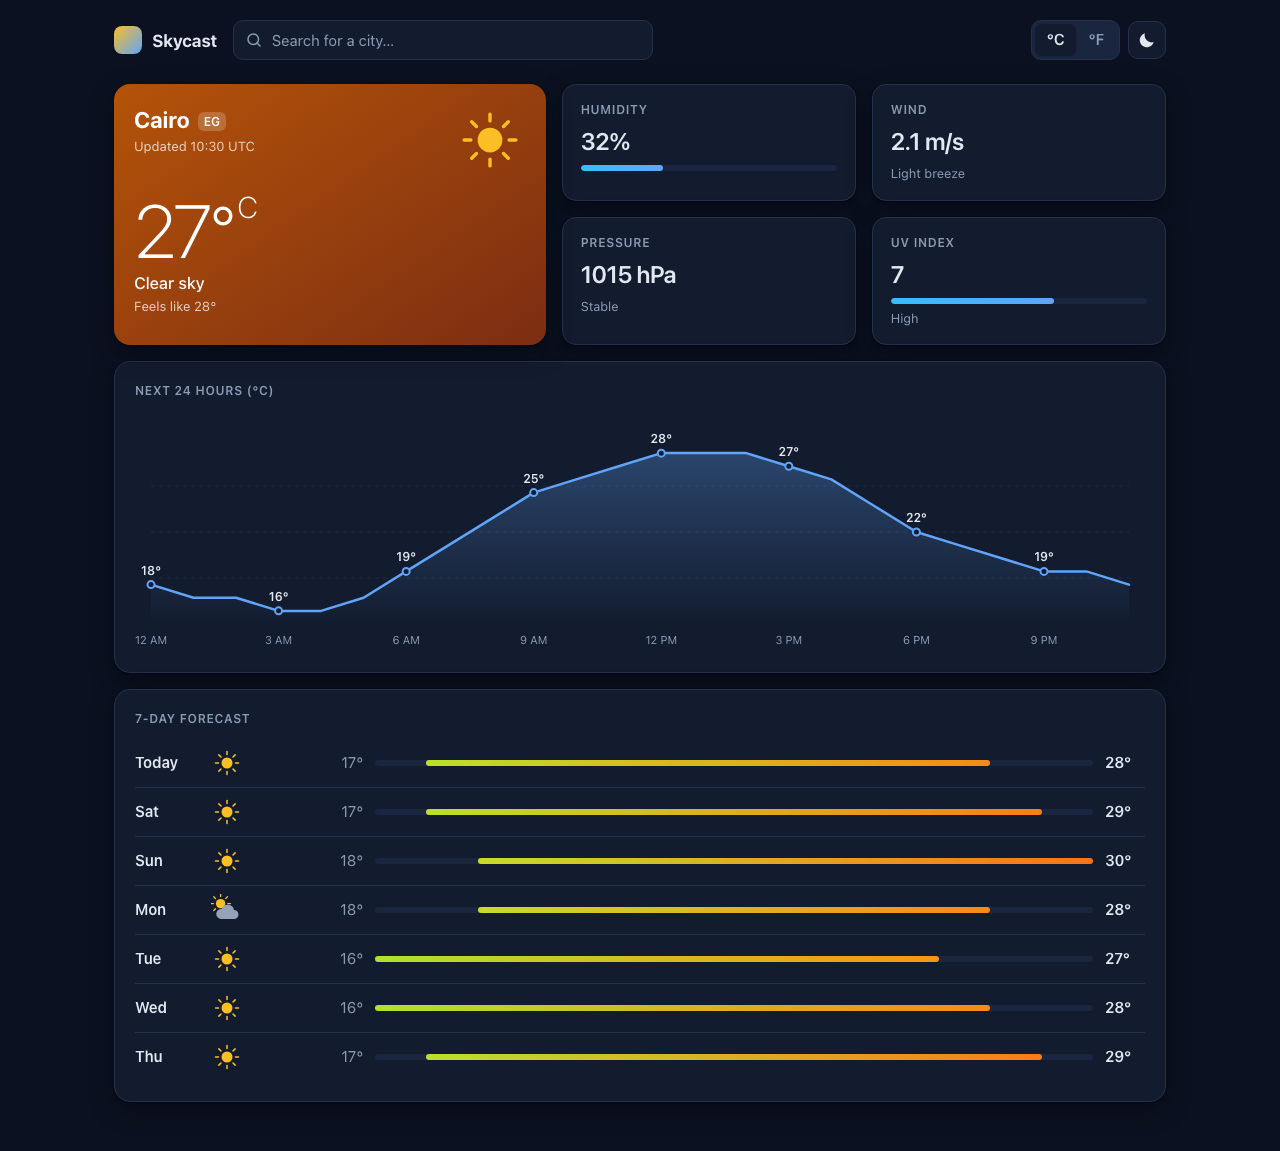 Skycast
Search for a city...
°C °F
Cairo EG
Updated 10:30 UTC
27°C
Clear sky
Feels like 28°
HUMIDITY
32%
WIND
2.1 m/s
Light breeze
PRESSURE
1015 hPa
Stable
UV INDEX
7
High
NEXT 24 HOURS (°C)
18° 16° 19° 25° 28° 27° 22° 19°
12 AM 3 AM 6 AM 9 AM 12 PM 3 PM 6 PM 9 PM
7-DAY FORECAST
Today 17° 28°
Sat 17° 29°
Sun 18° 30°
Mon 18° 28°
Tue 16° 27°
Wed 16° 28°
Thu 17° 29°